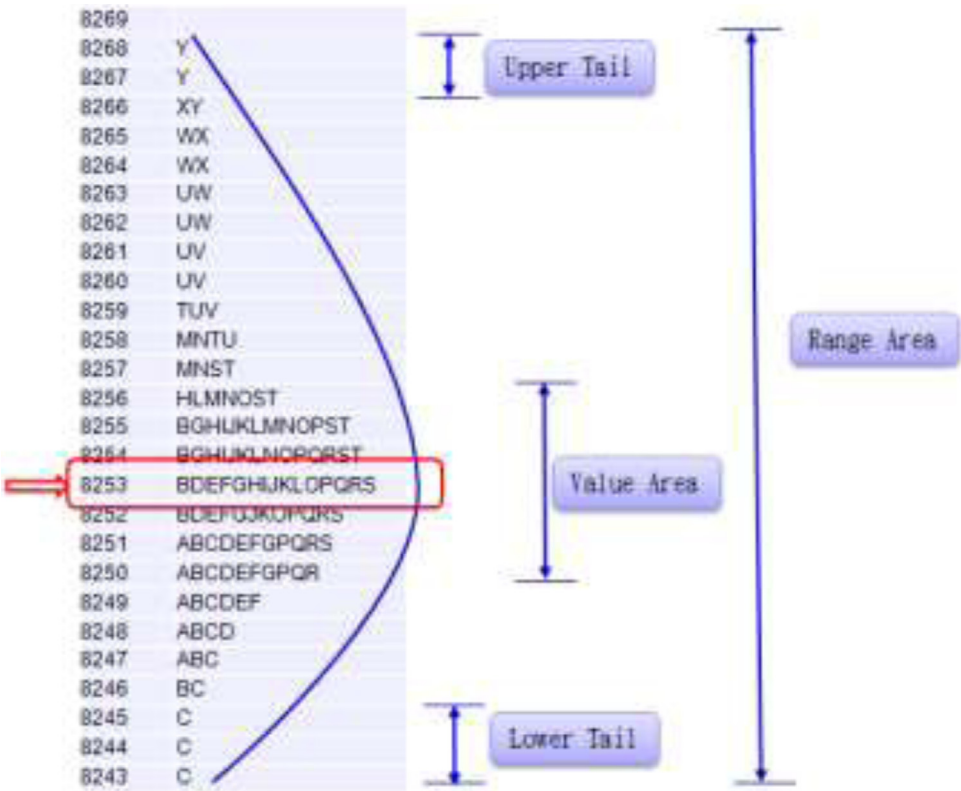 8269
8268 Y
8267 Y
8266 XY
8265 WX
8264 WX
8263 UW
8262 UW
8261 UV
8260 UV
8259 TUV
8258 MNTU
8257 MNST
8256 HLMNOST
8255 BGHIJKLMNOPST
8254 BGHIJKLNOPQRST
8253 BDEFGHIJKLOPQRS
8252 BDEFGJKOPQRS
8251 ABCDEFGPQRS
8250 ABCDEFGPQR
8249 ABCDEF
8248 ABCD
8247 ABC
8246 BC
8245 C
8244 C
8243 C
Upper Tail
Range Area
Value Area
Lower Tail